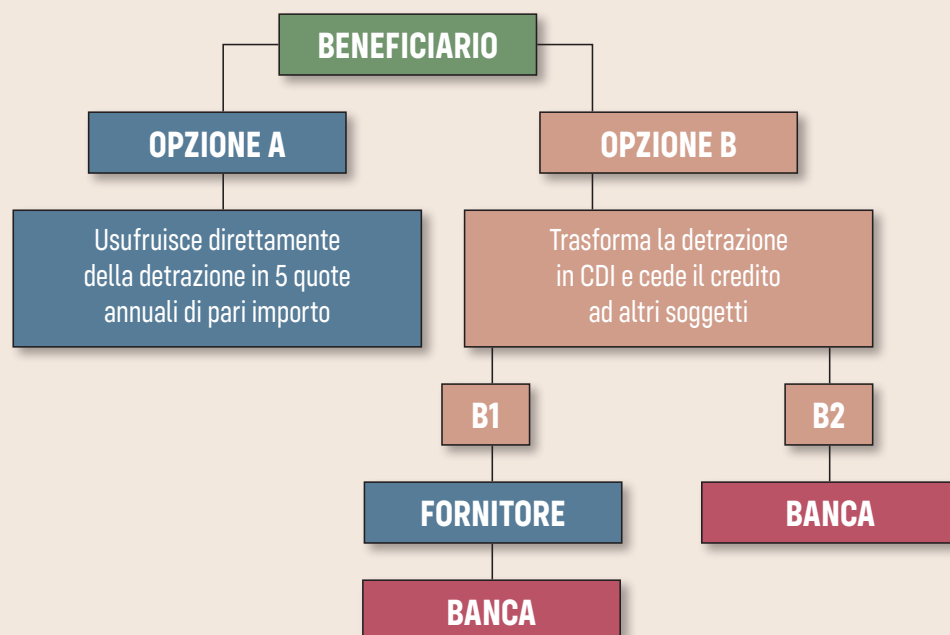 BENEFICIARIO
OPZIONE A
OPZIONE B
Usufruisce direttamente
della detrazione in 5 quote
annuali di pari importo
Trasforma la detrazione
in CDI e cede il credito
ad altri soggetti
B1
B2
FORNITORE
BANCA
BANCA